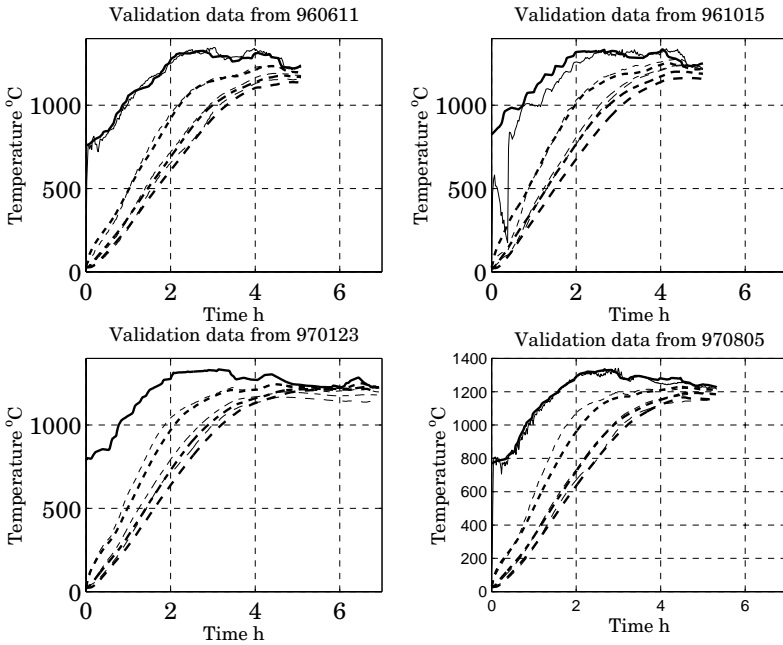 Validation data from 960611
Temperature °C
1000
500
0
0 2 4 6
Time h
Validation data from 961015
Temperature °C
1000
500
0
0 2 4 6
Time h
Validation data from 970123
Temperature °C
1000
500
0
0 2 4 6
Time h
Validation data from 970805
Temperature °C
1400
1200
1000
800
600
400
200
0
0 2 4 6
Time h